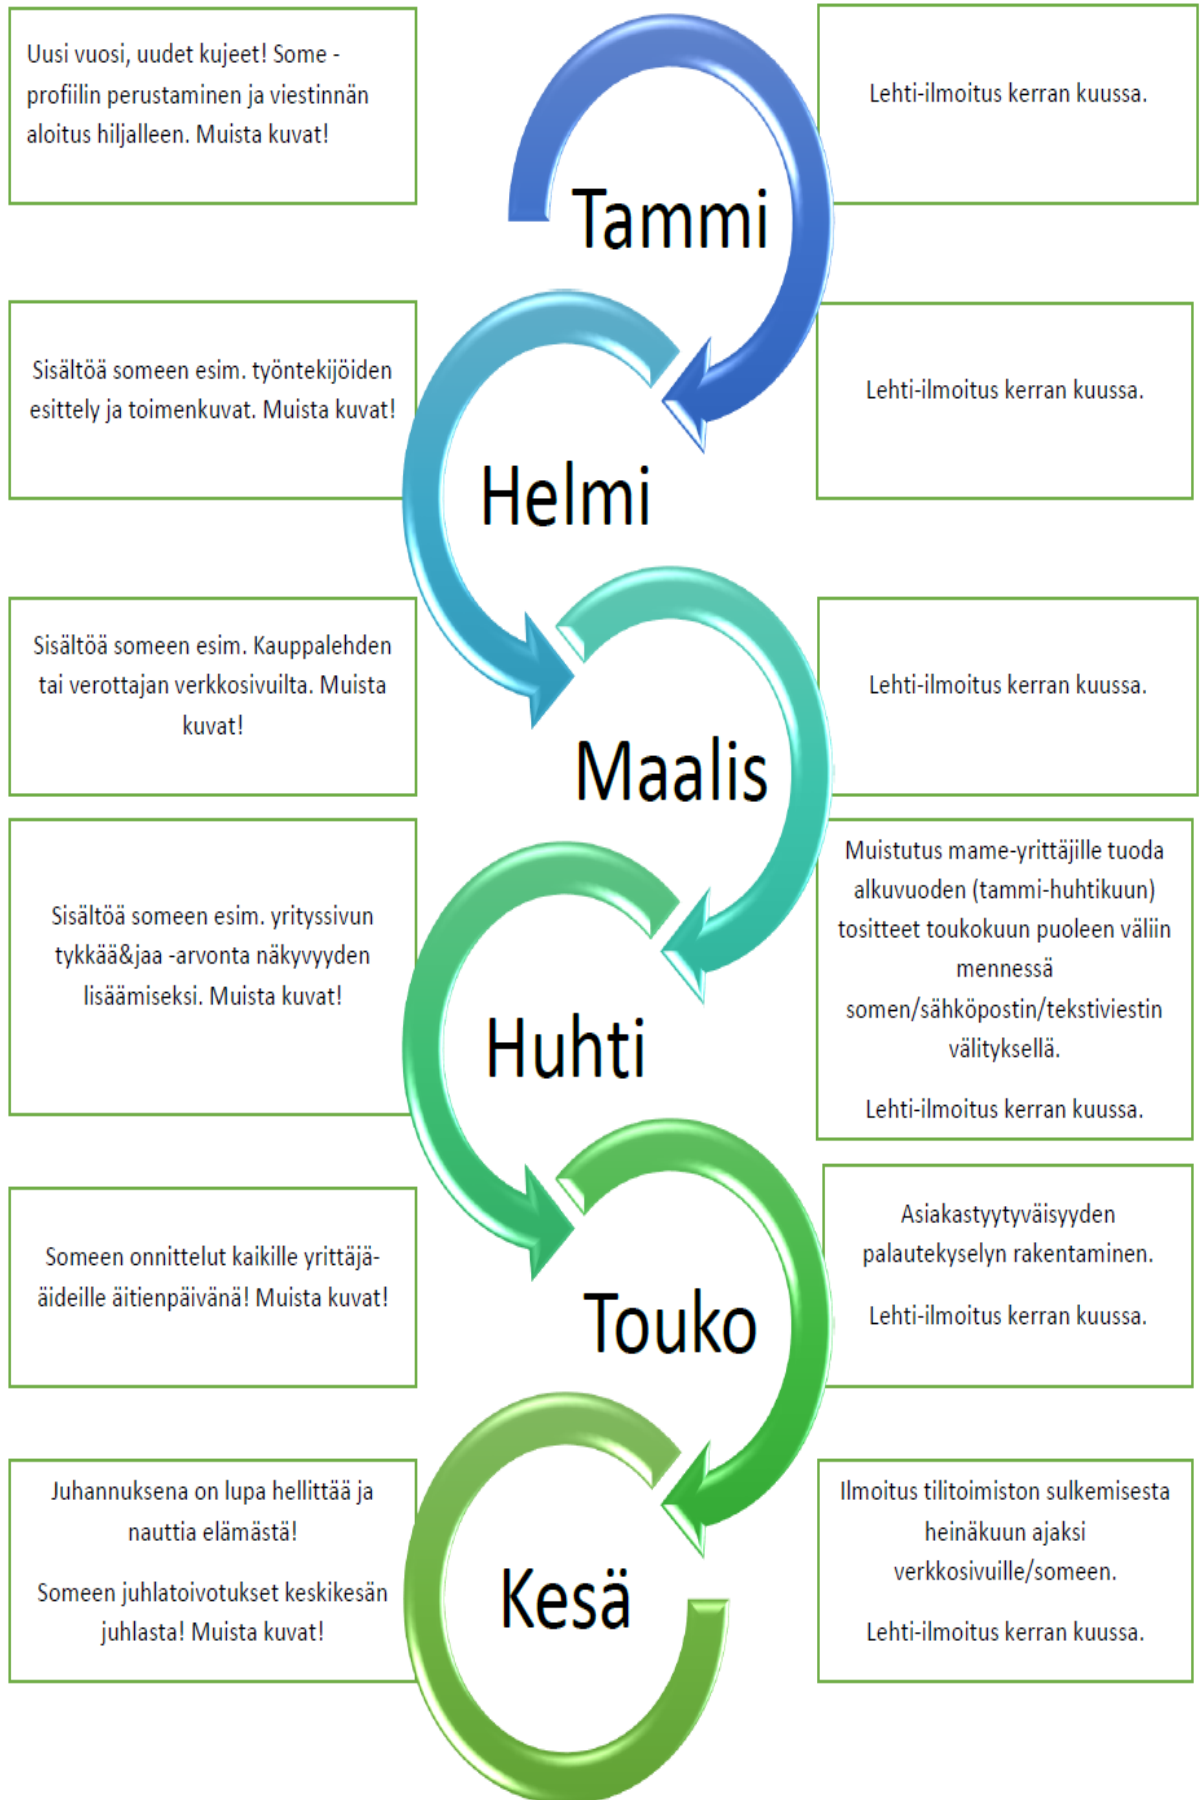 Uusi vuosi, uudet kujeet! Some -
profiilin perustaminen ja viestinnän
aloitus hiljalleen. Muista kuvat!
Lehti-ilmoitus kerran kuussa.
Tammi
Sisältöä someen esim. työntekijöiden
esittely ja toimenkuvat. Muista kuvat!
Lehti-ilmoitus kerran kuussa.
Helmi
Sisältöä someen esim. Kauppalehden
tai verottajan verkkosivuilta. Muista
kuvat!
Lehti-ilmoitus kerran kuussa.
Maalis
Sisältöä someen esim. yrityssivun
tykkää&jaa -arvonta näkyvyyden
lisäämiseksi. Muista kuvat!
Muistutus mame-yrittäjille tuoda
alkuvuoden (tammi-huhtikuun)
tositteet toukokuun puoleen väliin
mennessä
somen/sähköpostin/tekstiviestin
välityksellä.
Lehti-ilmoitus kerran kuussa.
Huhti
Someen onnittelut kaikille yrittäjä-
äideille äitienpäivänä! Muista kuvat!
Asiakastyytyväisyyden
palautekyselyn rakentaminen.
Lehti-ilmoitus kerran kuussa.
Touko
Juhannuksena on lupa hellittää ja
nauttia elämästä!
Someen juhlatoivotukset keskikesän
juhlasta! Muista kuvat!
Ilmoitus tilitoimiston sulkemisesta
heinäkuun ajaksi
verkkosivuille/someen.
Lehti-ilmoitus kerran kuussa.
Kesä